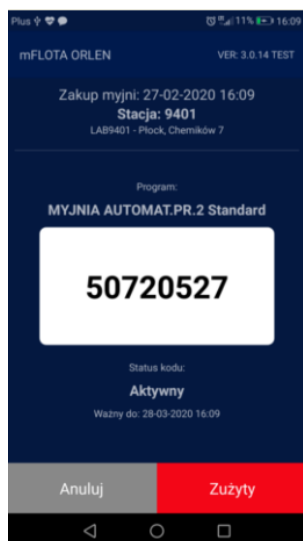 Plus 11% 16:09
mFLOTA ORLEN VER: 3.0.14 TEST
Zakup myjni: 27-02-2020 16:09
Stacja: 9401
LAB9401 - Płock, Chemików 7
Program:
MYJNIA AUTOMAT.PR.2 Standard
50720527
Status kodu:
Aktywny
Ważny do: 28-03-2020 16:09
Anuluj Zużyty